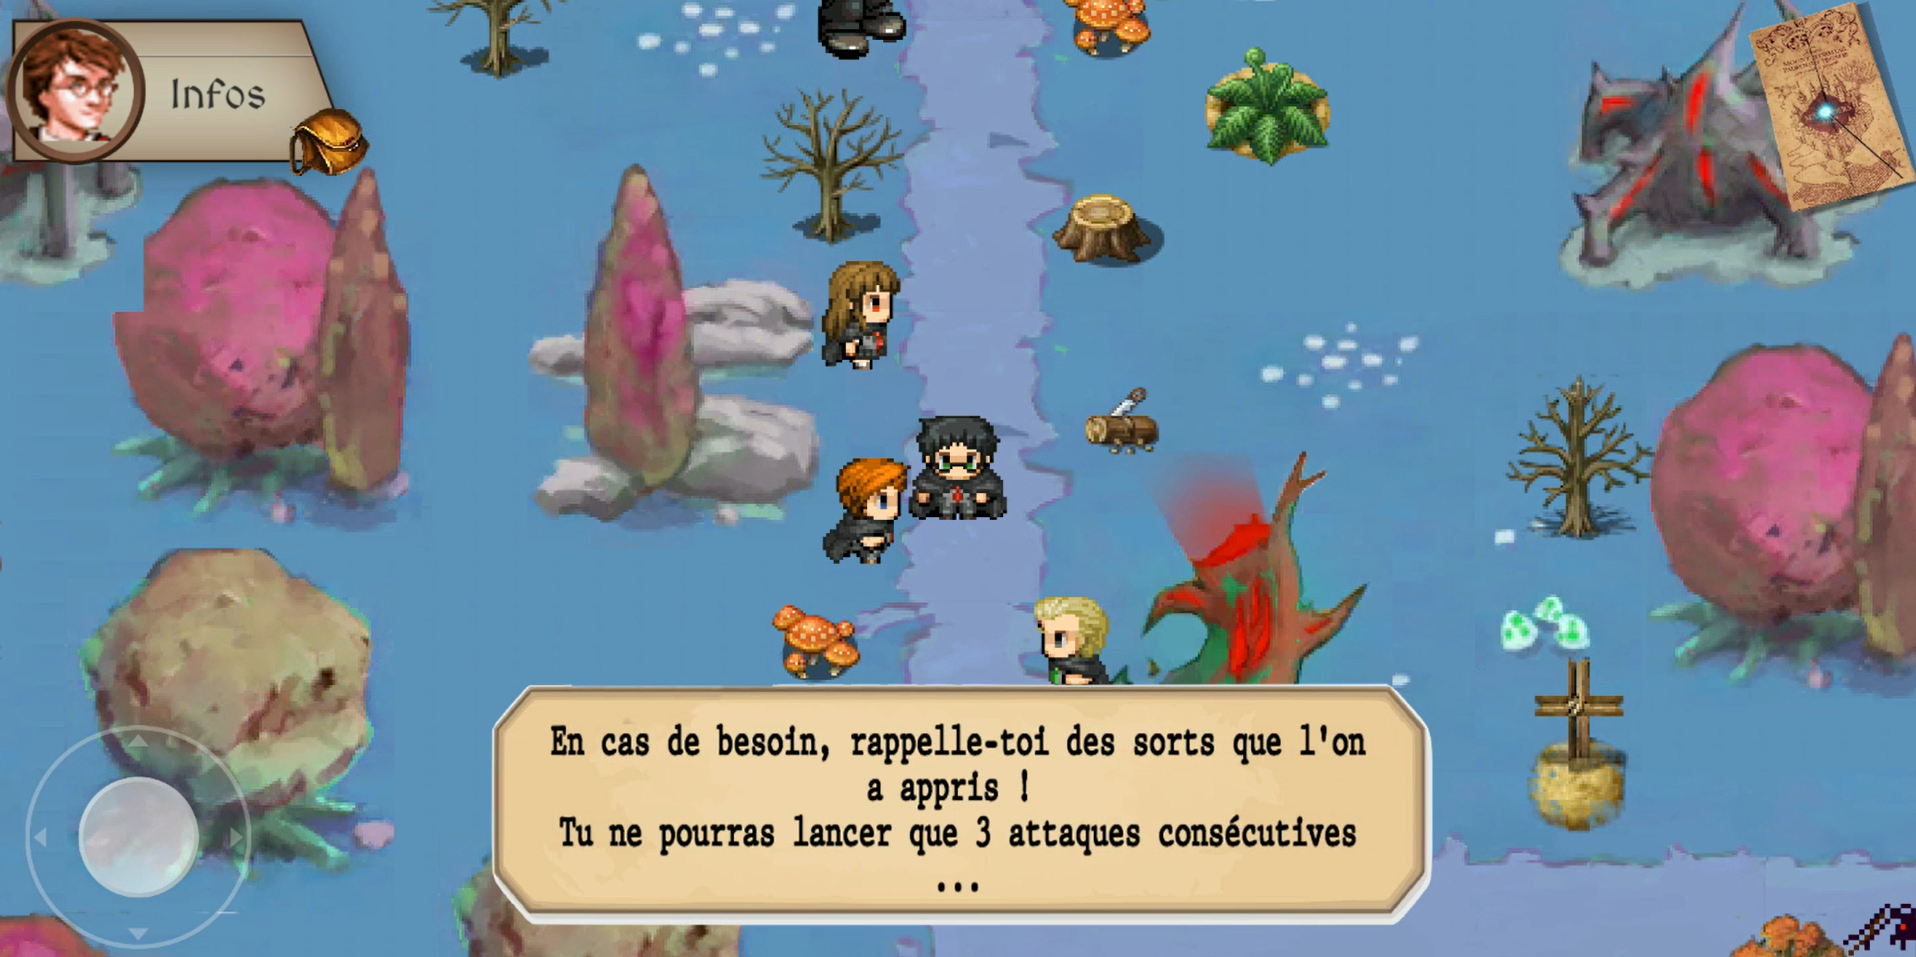 Infos
En cas de besoin, rappelle-toi des sorts que l'on
a appris !
Tu ne pourras lancer que 3 attaques consécutives
...